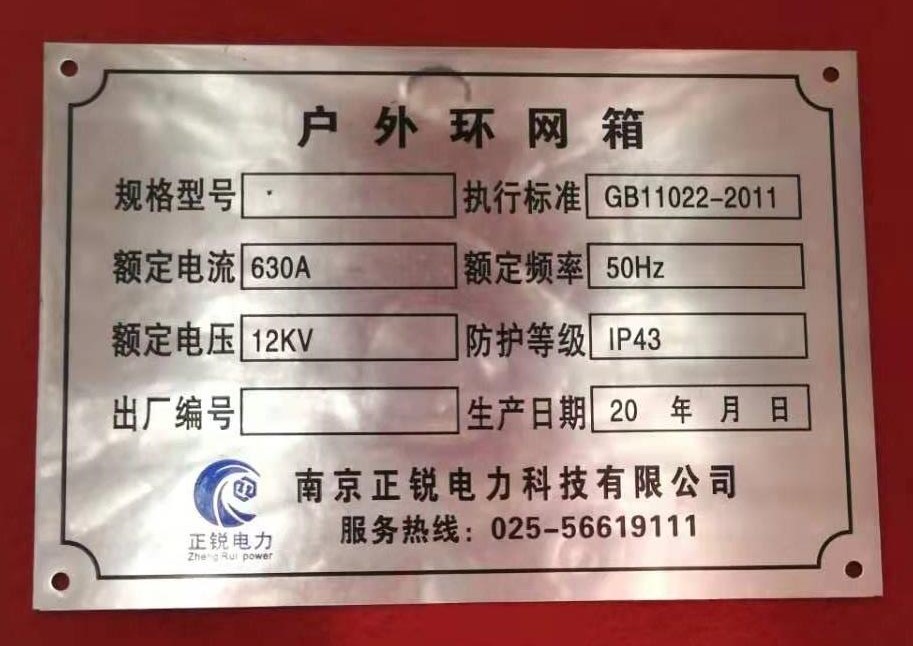 户外环网箱
规格型号 执行标准 GB11022-2011
额定电流 630A 额定频率 50Hz
额定电压 12KV 防护等级 IP43
出厂编号 生产日期 20 年 月 日
南京正锐电力科技有限公司
服务热线：025-56619111
正锐电力
Zheng Rui power